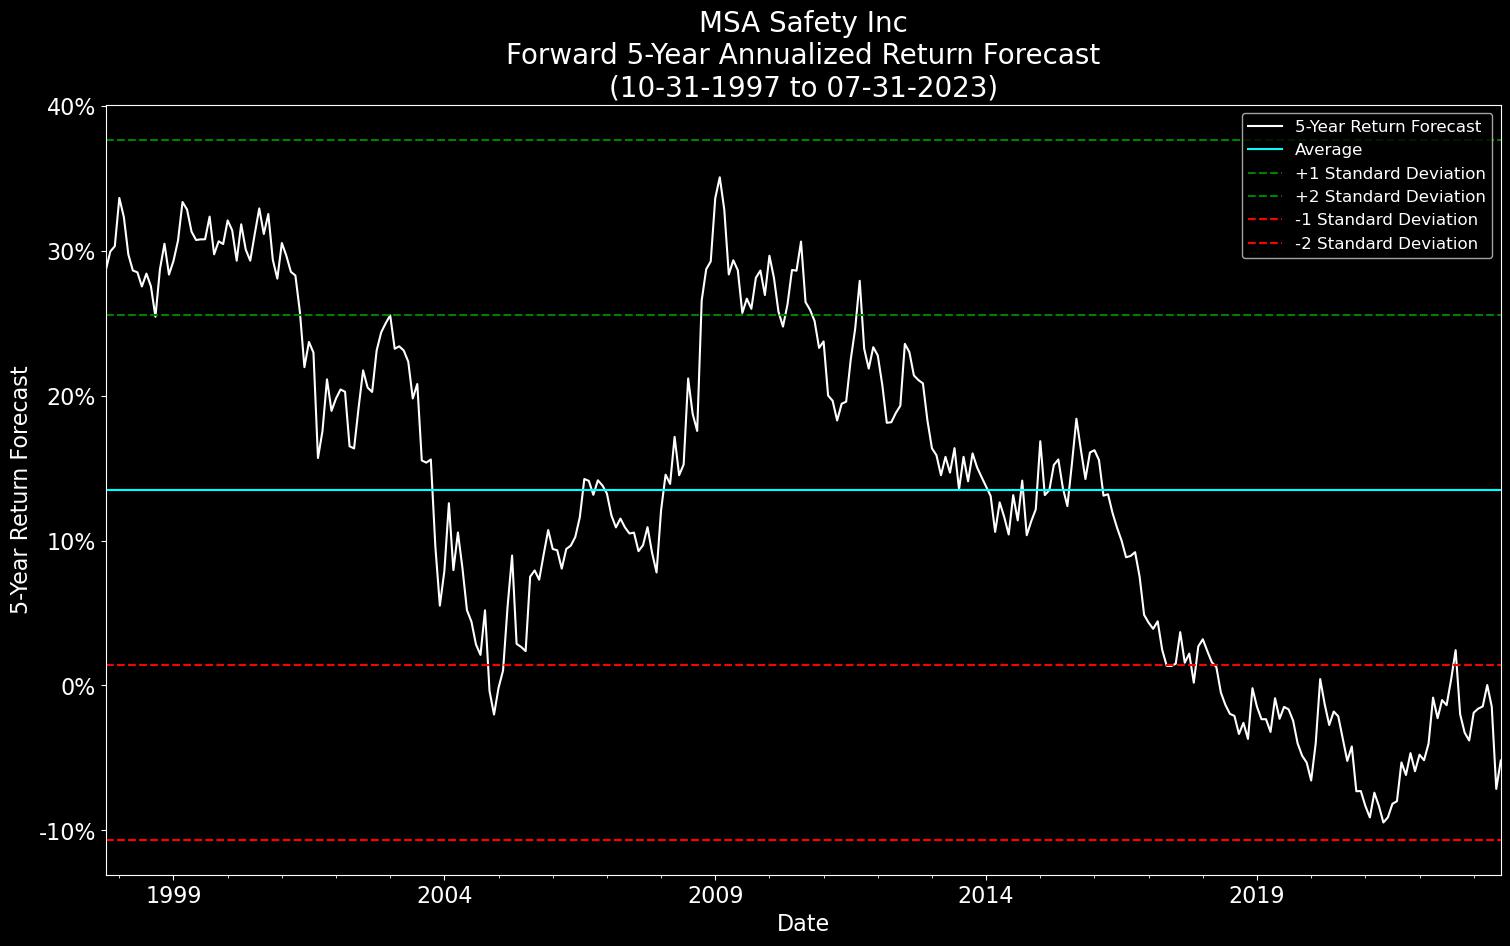 MSA Safety Inc
Forward 5-Year Annualized Return Forecast
(10-31-1997 to 07-31-2023)
40%
30%
20%
10%
0%
-10%
5-Year Return Forecast
5-Year Return Forecast
Average
+1 Standard Deviation
+2 Standard Deviation
-1 Standard Deviation
-2 Standard Deviation
1999 2004 2009 2014 2019
Date